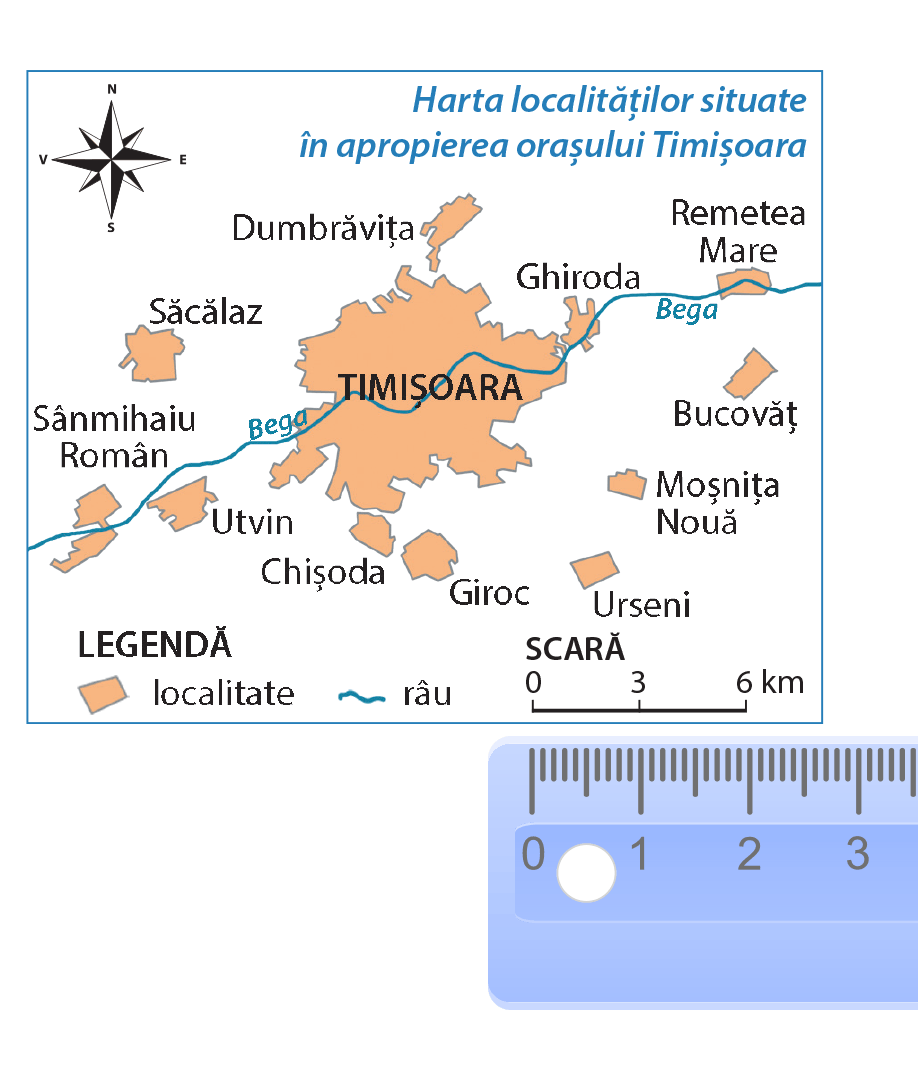 Harta localităților situate
în apropierea orașului Timișoara
N
V
E
S
Dumbrăvița
Remetea
Mare
Ghiroda
Bega
Săcălaz
TIMIȘOARA
Bucovăț
Sânmihaiu
Român
Bega
Moșnița
Nouă
Utvin
Chișoda
Giroc
Urseni
LEGENDĂ
localitate
râu
SCARĂ
0 3 6 km
0 1 2 3